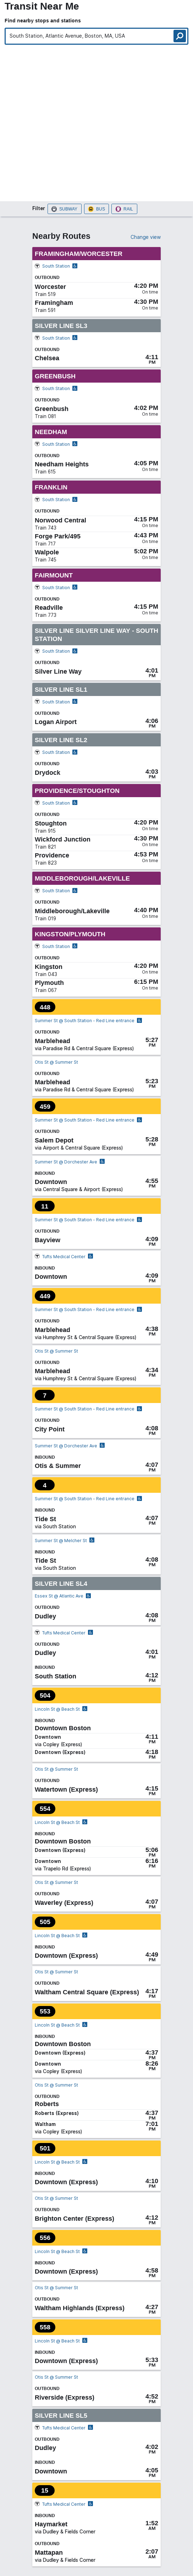 Transit Near Me
Find nearby stops and stations
South Station, Atlantic Avenue, Boston, MA, USA
Filter SUBWAY BUS RAIL
Nearby Routes Change view
FRAMINGHAM/WORCESTER
South Station
OUTBOUND
Worcester 4:20 PM
Train 519 On time
Framingham 4:30 PM
Train 591 On time
SILVER LINE SL3
South Station
OUTBOUND
Chelsea 4:11
PM
GREENBUSH
South Station
OUTBOUND
Greenbush 4:02 PM
Train 081 On time
NEEDHAM
South Station
OUTBOUND
Needham Heights 4:05 PM
Train 615 On time
FRANKLIN
South Station
OUTBOUND
Norwood Central 4:15 PM
Train 743 On time
Forge Park/495 4:43 PM
Train 717 On time
Walpole 5:02 PM
Train 745 On time
FAIRMOUNT
South Station
OUTBOUND
Readville 4:15 PM
Train 773 On time
SILVER LINE SILVER LINE WAY - SOUTH
STATION
South Station
OUTBOUND
Silver Line Way 4:01
PM
SILVER LINE SL1
South Station
OUTBOUND
Logan Airport 4:06
PM
SILVER LINE SL2
South Station
OUTBOUND
Drydock 4:03
PM
PROVIDENCE/STOUGHTON
South Station
OUTBOUND
Stoughton 4:20 PM
Train 915 On time
Wickford Junction 4:30 PM
Train 821 On time
Providence 4:53 PM
Train 823 On time
MIDDLEBOROUGH/LAKEVILLE
South Station
OUTBOUND
Middleborough/Lakeville 4:40 PM
Train 019 On time
KINGSTON/PLYMOUTH
South Station
OUTBOUND
Kingston 4:20 PM
Train 043 On time
Plymouth 6:15 PM
Train 067 On time
448
Summer St @ South Station - Red Line entrance
OUTBOUND
Marblehead 5:27
PM
via Paradise Rd & Central Square (Express)
Otis St @ Summer St
OUTBOUND
Marblehead 5:23
PM
via Paradise Rd & Central Square (Express)
459
Summer St @ South Station - Red Line entrance
OUTBOUND
Salem Depot 5:28
PM
via Airport & Central Square (Express)
Summer St @ Dorchester Ave
INBOUND
Downtown 4:55
PM
via Central Square & Airport (Express)
11
Summer St @ South Station - Red Line entrance
OUTBOUND
Bayview 4:09
PM
Tufts Medical Center
INBOUND
Downtown 4:09
PM
449
Summer St @ South Station - Red Line entrance
OUTBOUND
Marblehead 4:38
PM
via Humphrey St & Central Square (Express)
Otis St @ Summer St
OUTBOUND
Marblehead 4:34
PM
via Humphrey St & Central Square (Express)
7
Summer St @ South Station - Red Line entrance
OUTBOUND
City Point 4:08
PM
Summer St @ Dorchester Ave
INBOUND
Otis & Summer 4:07
PM
4
Summer St @ South Station - Red Line entrance
INBOUND
Tide St 4:07
PM
via South Station
Summer St @ Melcher St
INBOUND
Tide St 4:08
PM
via South Station
SILVER LINE SL4
Essex St @ Atlantic Ave
OUTBOUND
Dudley 4:08
PM
Tufts Medical Center
OUTBOUND
Dudley 4:01
PM
INBOUND
South Station 4:12
PM
504
Lincoln St @ Beach St
INBOUND
Downtown Boston
Downtown 4:11
PM
via Copley (Express)
Downtown (Express) 4:18
PM
Otis St @ Summer St
OUTBOUND
Watertown (Express) 4:15
PM
554
Lincoln St @ Beach St
INBOUND
Downtown Boston
Downtown (Express) 5:06
PM
Downtown 6:16
PM
via Trapelo Rd (Express)
Otis St @ Summer St
OUTBOUND
Waverley (Express) 4:07
PM
505
Lincoln St @ Beach St
INBOUND
Downtown (Express) 4:49
PM
Otis St @ Summer St
OUTBOUND
Waltham Central Square (Express) 4:17
PM
553
Lincoln St @ Beach St
INBOUND
Downtown Boston
Downtown (Express) 4:37
PM
Downtown 8:26
PM
via Copley (Express)
Otis St @ Summer St
OUTBOUND
Roberts
Roberts (Express) 4:37
PM
Waltham 7:01
PM
via Copley (Express)
501
Lincoln St @ Beach St
INBOUND
Downtown (Express) 4:10
PM
Otis St @ Summer St
OUTBOUND
Brighton Center (Express) 4:12
PM
556
Lincoln St @ Beach St
INBOUND
Downtown (Express) 4:58
PM
Otis St @ Summer St
OUTBOUND
Waltham Highlands (Express) 4:27
PM
558
Lincoln St @ Beach St
INBOUND
Downtown (Express) 5:33
PM
Otis St @ Summer St
OUTBOUND
Riverside (Express) 4:52
PM
SILVER LINE SL5
Tufts Medical Center
OUTBOUND
Dudley 4:02
PM
INBOUND
Downtown 4:05
PM
15
Tufts Medical Center
INBOUND
Haymarket 1:52
AM
via Dudley & Fields Corner
OUTBOUND
Mattapan 2:07
AM
via Dudley & Fields Corner